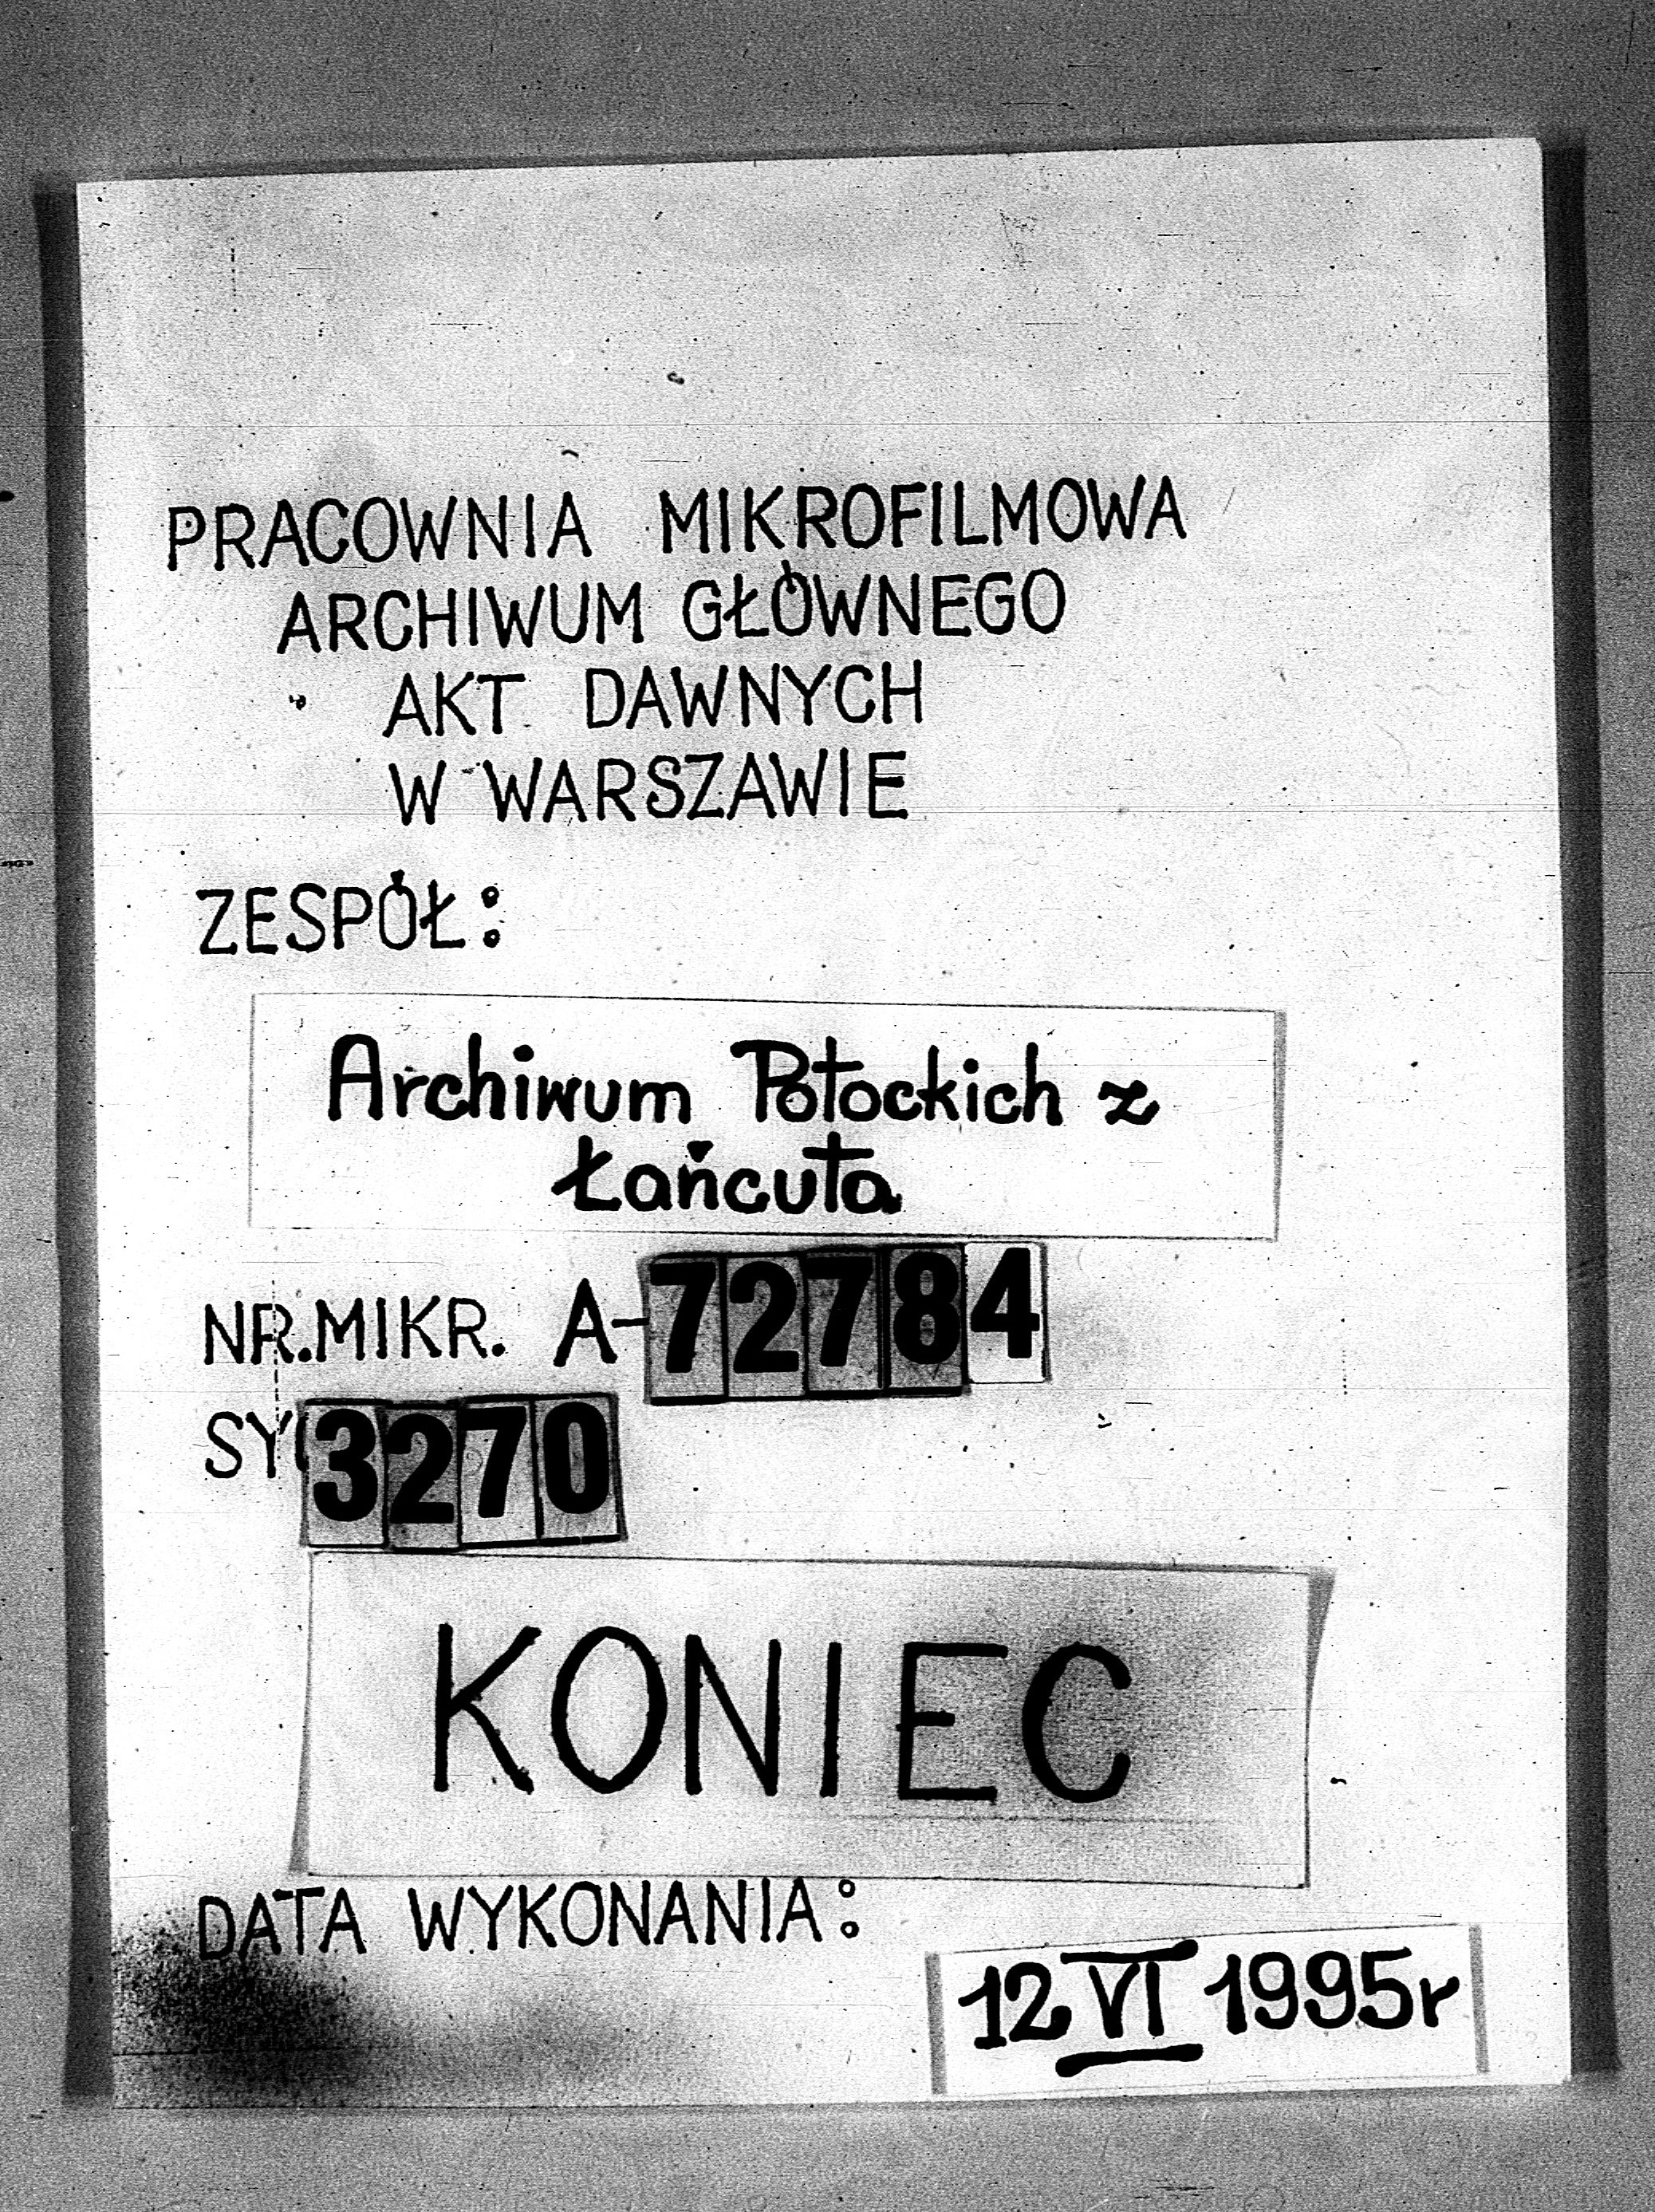 PRACOWNIA MIKROFILMOWA
ARCHIWUM GŁÓWNEGO
AKT DAWNYCH
W WARSZAWIE
ZESPÓŁ:
Archiwum Potockich z
Łańcuta
NR.MIKR. A-72784
SY 3270
KONIEC
DATA WYKONANIA:
12 VI 1995r